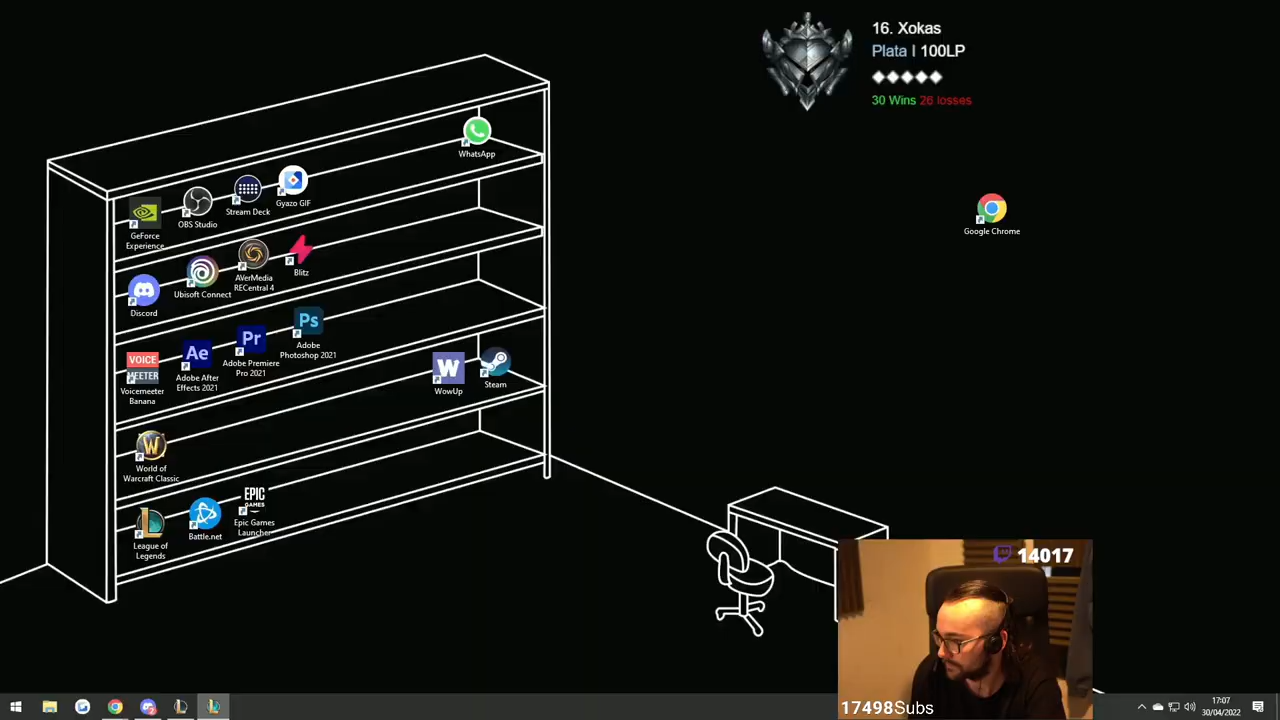 16. Xokas
Plata I 100LP
30 Wins 26 losses
WhatsApp
Gyazo GIF
Stream Deck
OBS Studio
GeForce
Experience
Google Chrome
Blitz
AVerMedia
RECentral 4
Ubisoft Connect
Discord
Ps
Adobe
Photoshop 2021
Pr
Adobe Premiere
Pro 2021
Ae
Adobe After
Effects 2021
VOICE
MEETER
Voicemeeter
Banana
W
WowUp
Steam
W
World of
Warcraft Classic
EPIC
GAMES
Epic Games
Launcher
Battle.net
L
League of
Legends
14017
17498Subs
17:07
30/04/2022